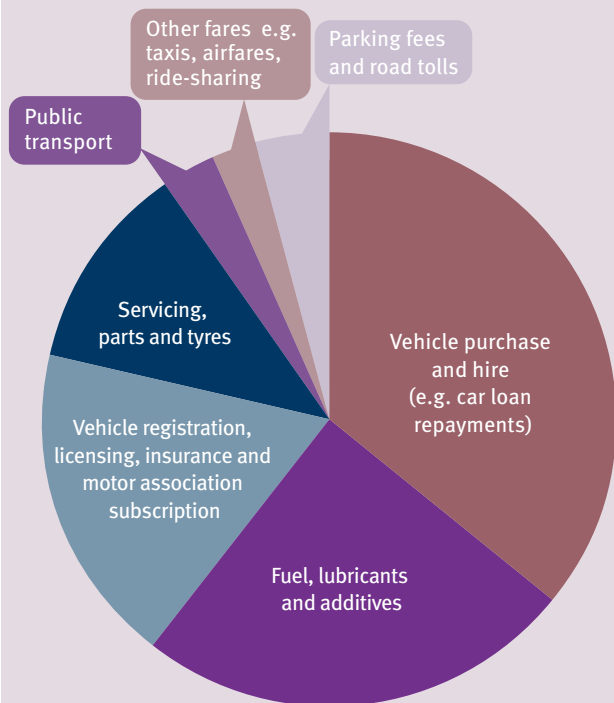 Other fares e.g.
taxis, airfares,
ride-sharing
Parking fees
and road tolls
Public
transport
Servicing,
parts and tyres
Vehicle purchase
and hire
(e.g. car loan
repayments)
Vehicle registration,
licensing, insurance and
motor association
subscription
Fuel, lubricants
and additives